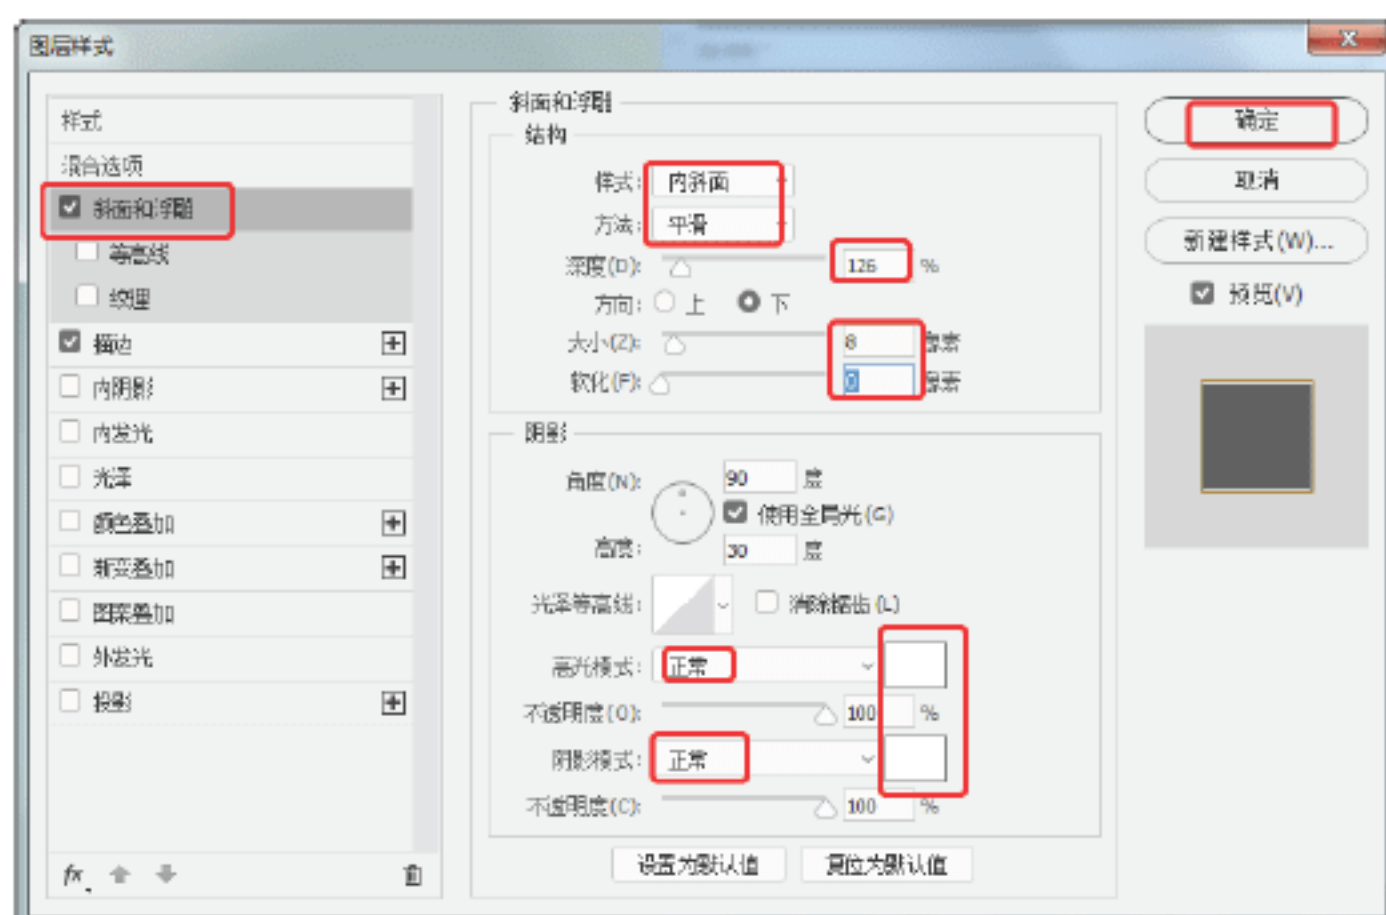 图层样式
样式
混合选项
斜面和浮雕
等高线
纹理
描边
内阴影
内发光
光泽
颜色叠加
渐变叠加
图案叠加
外发光
投影
fx
斜面和浮雕
结构
样式: 内斜面
方法: 平滑
深度(D): 126 %
方向: 上 下
大小(Z): 8 像素
软化(F): 0 像素
阴影
角度(N): 90 度
使用全局光(G)
高度: 30 度
光泽等高线: 消除锯齿(L)
高光模式: 正常
不透明度(O): 100 %
阴影模式: 正常
不透明度(C): 100 %
设置为默认值 复位为默认值
确定
取消
新建样式(W)...
预览(V)